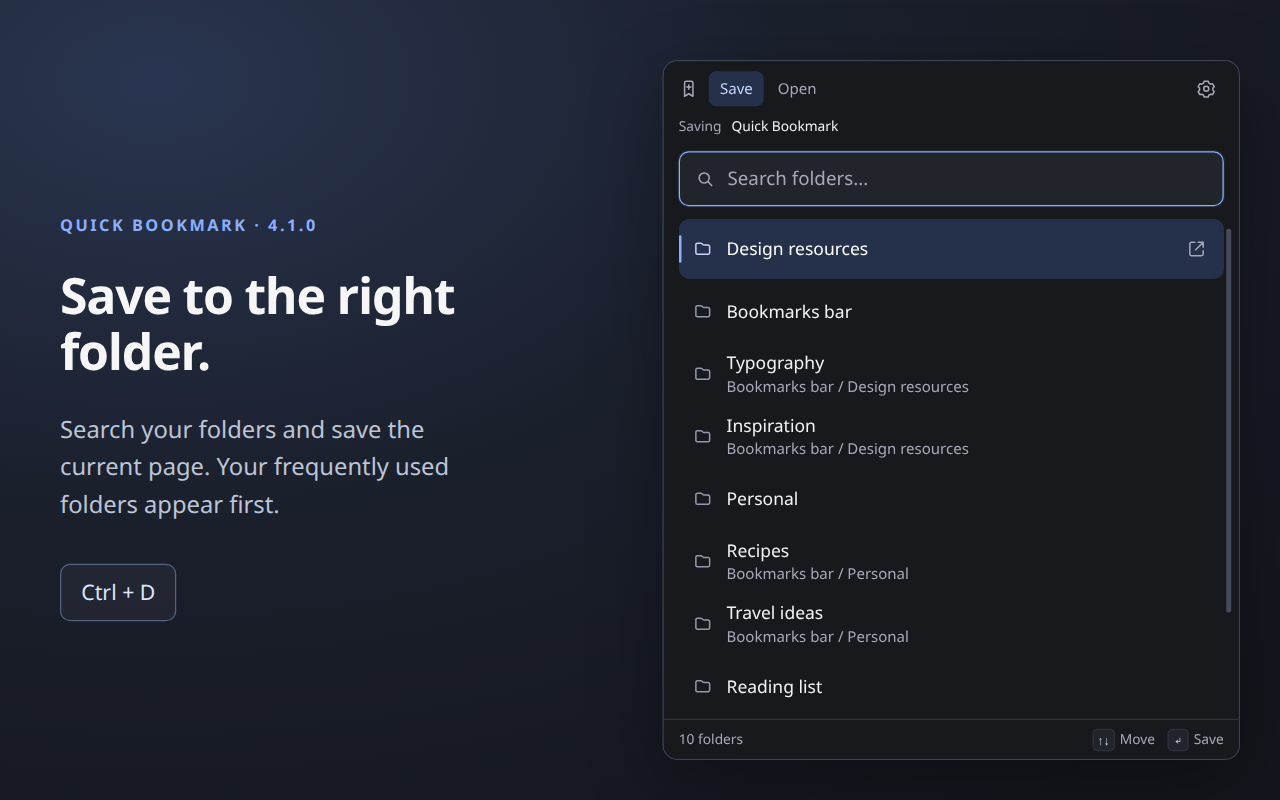 QUICK BOOKMARK · 4.1.0
Save to the right
folder.
Search your folders and save the
current page. Your frequently used
folders appear first.
Ctrl + D
Save Open
Saving Quick Bookmark
Search folders...
Design resources
Bookmarks bar
Typography
Bookmarks bar / Design resources
Inspiration
Bookmarks bar / Design resources
Personal
Recipes
Bookmarks bar / Personal
Travel ideas
Bookmarks bar / Personal
Reading list
10 folders ↑↓ Move ↵ Save